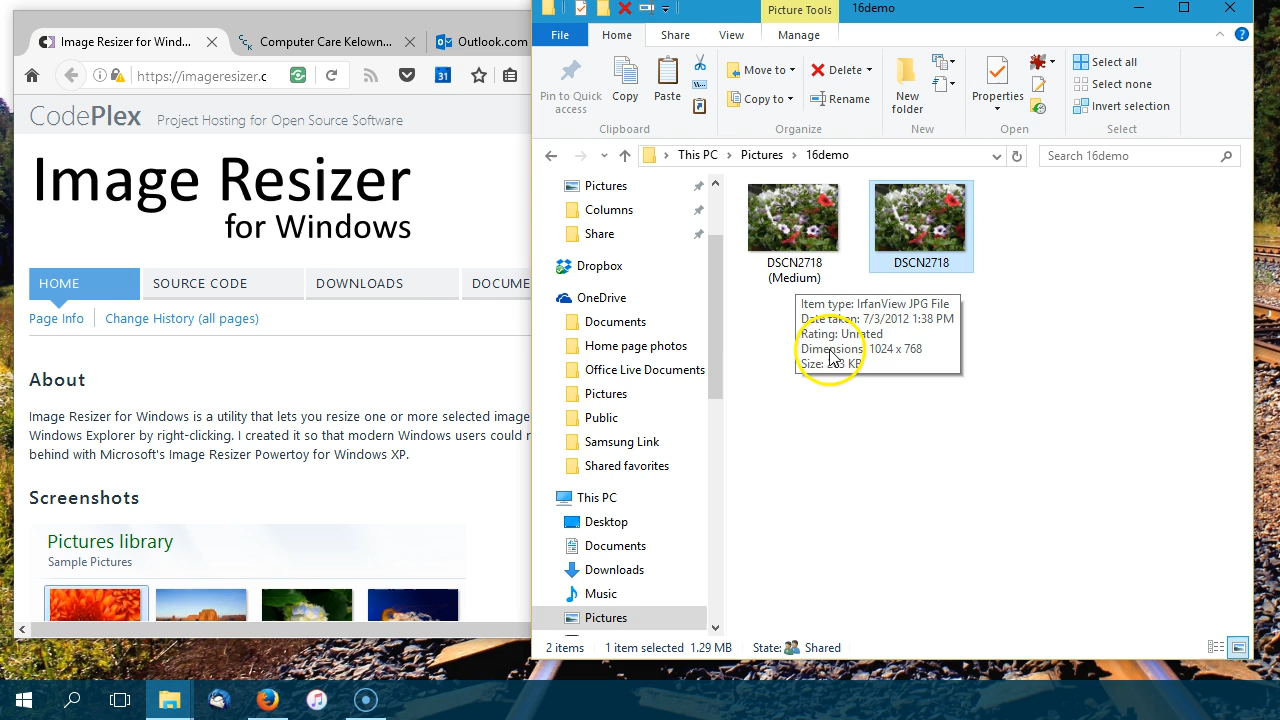 Image Resizer for Wind...
Computer Care Kelown...
Outlook.com
https://imageresizer.c
31
CodePlex Project Hosting for Open Source Software
Image Resizer
for Windows
HOME
SOURCE CODE
DOWNLOADS
DOCUME
Page Info
Change History (all pages)
About
Image Resizer for Windows is a utility that lets you resize one or more selected image
Windows Explorer by right-clicking. I created it so that modern Windows users could
behind with Microsoft's Image Resizer Powertoy for Windows XP.
Screenshots
Pictures library
Sample Pictures
Picture Tools
16demo
File
Home
Share
View
Manage
Pin to Quick
access
Copy
Paste
Clipboard
Move to
Copy to
Delete
Rename
Organize
New
folder
New
Properties
Open
Select all
Select none
Invert selection
Select
This PC
Pictures
16demo
Search 16demo
Pictures
Columns
Share
Dropbox
OneDrive
Documents
Home page photos
Office Live Documents
Pictures
Public
Samsung Link
Shared favorites
This PC
Desktop
Documents
Downloads
Music
Pictures
DSCN2718
(Medium)
DSCN2718
Item type: IrfanView JPG File
Date taken: 7/3/2012 1:38 PM
Rating: Unrated
Dimensions: 1024 x 768
Size: KB
2 items
1 item selected 1.29 MB
State: Shared